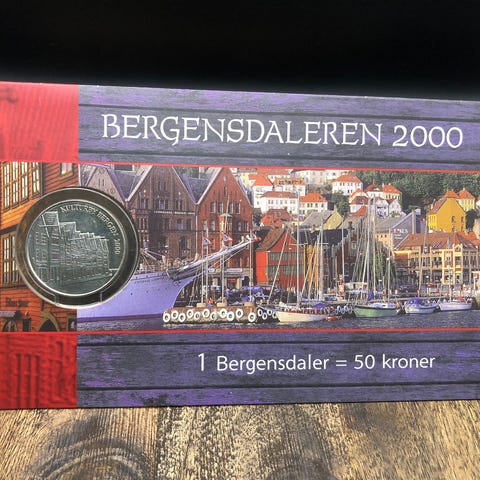 BERGENSDALEREN 2000
KULTURBY BERGEN 2000
1 Bergensdaler = 50 kroner